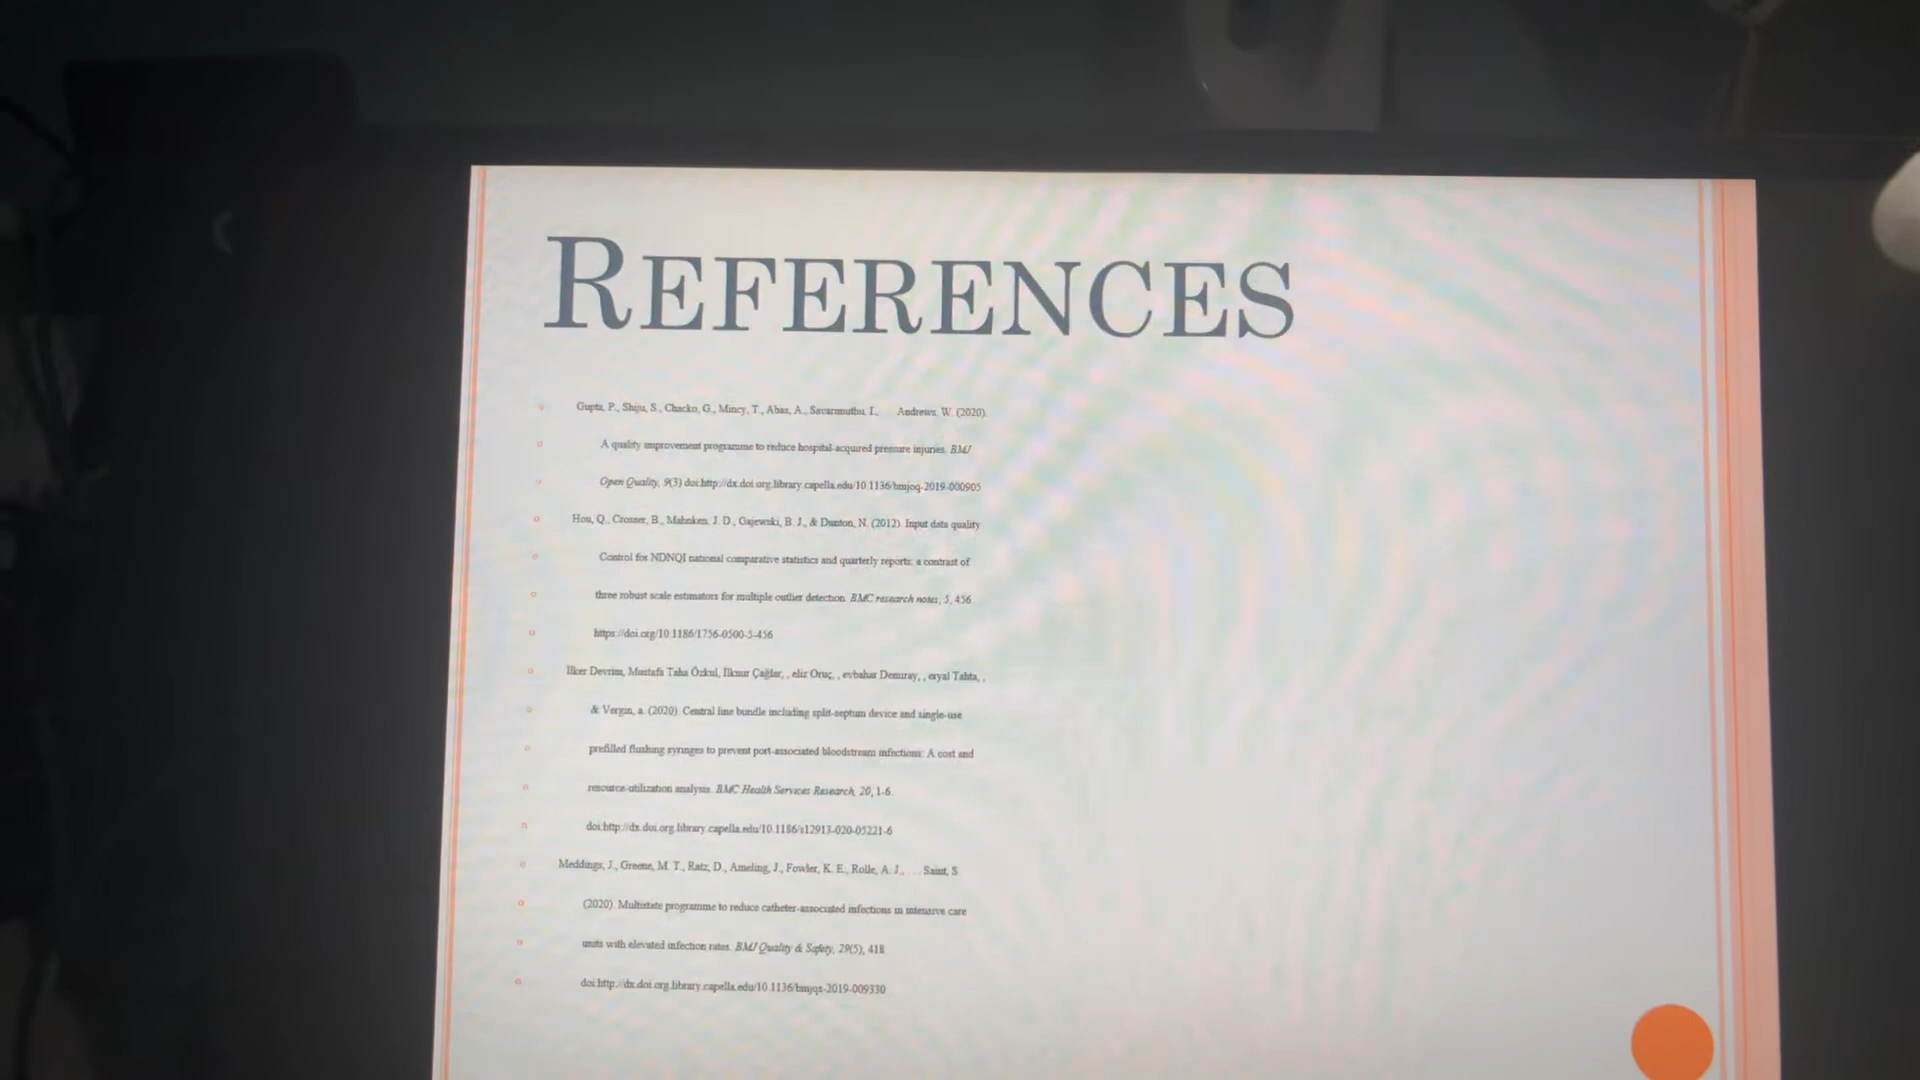 REFERENCES
Gupta, P., Shiju, S., Chacko, G., Mincy, T., Abas, A., Savarimuthu, I., Andrews, W. (2020).
A quality improvement programme to reduce hospital-acquired pressure injuries. BMJ
Open Quality, 9(3) doi:http://dx.doi.org.library.capella.edu/10.1136/bmjoq-2019-000905
Hou, Q., Crosser, B., Mahnken, J. D., Gajewski, B. J., & Dunton, N. (2012). Input data quality
Control for NDNQI national comparative statistics and quarterly reports: a contrast of
three robust scale estimators for multiple outlier detection. BMC research notes, 5, 456
https://doi.org/10.1186/1756-0500-5-456
İlker Devrim, Mustafa Taha Özkul, İlknur Çağlar, , eliz Oruç, , evbahar Demiray, , eryal Tahta, ,
& Vergin, a. (2020). Central line bundle including split-septum device and single-use
prefilled flushing syringes to prevent port-associated bloodstream infections: A cost and
resource-utilization analysis. BMC Health Services Research, 20, 1-6.
doi:http://dx.doi.org.library.capella.edu/10.1186/s12913-020-05221-6
Meddings, J., Greene, M. T., Ratz, D., Ameling, J., Fowler, K. E., Rolle, A. J., . . . Saint, S
(2020). Multistate programme to reduce catheter-associated infections in intensive care
units with elevated infection rates. BMJ Quality & Safety, 29(5), 418.
doi:http://dx.doi.org.library.capella.edu/10.1136/bmjqs-2019-009330